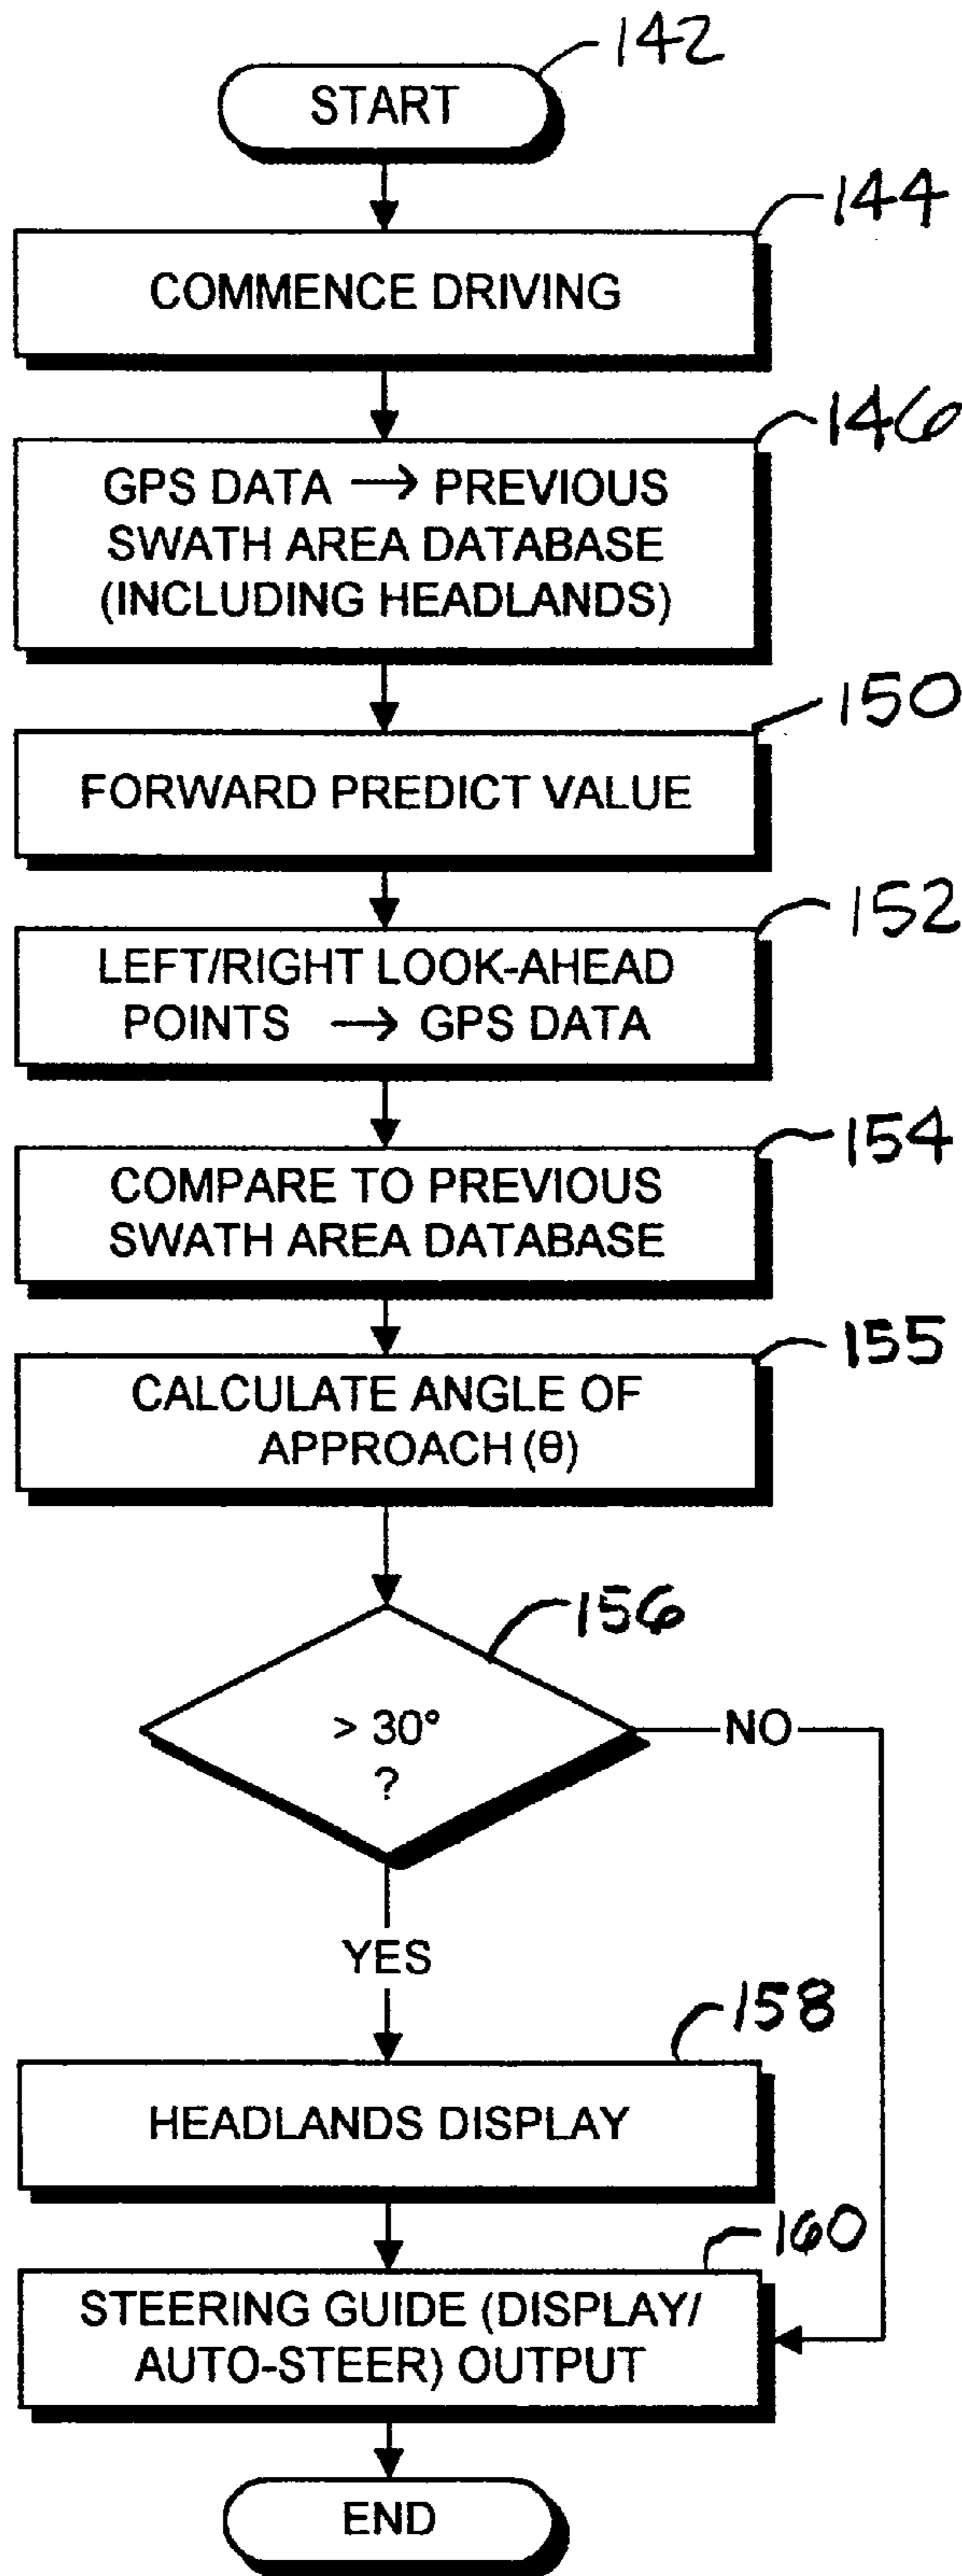 142
START
144
COMMENCE DRIVING
146
GPS DATA → PREVIOUS
SWATH AREA DATABASE
(INCLUDING HEADLANDS)
150
FORWARD PREDICT VALUE
152
LEFT/RIGHT LOOK-AHEAD
POINTS → GPS DATA
154
COMPARE TO PREVIOUS
SWATH AREA DATABASE
155
CALCULATE ANGLE OF
APPROACH (θ)
156
> 30°
?
NO
YES
158
HEADLANDS DISPLAY
160
STEERING GUIDE (DISPLAY/
AUTO-STEER) OUTPUT
END